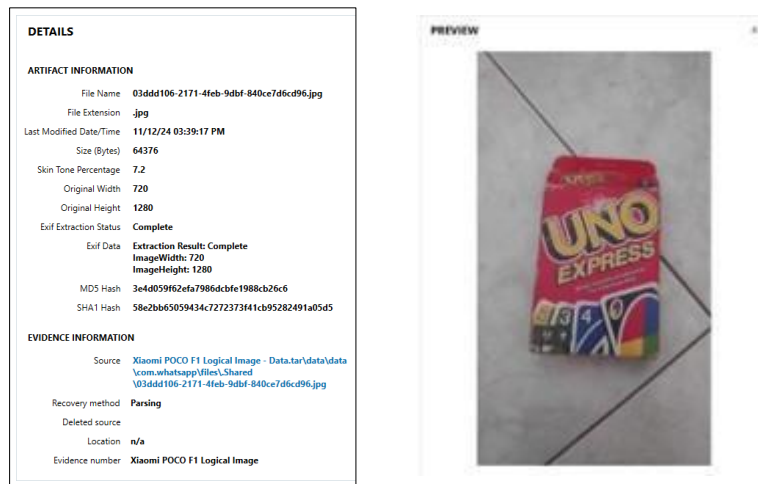 DETAILS
ARTIFACT INFORMATION
File Name 03ddd106-2171-4feb-9dbf-840ce7d6cd96.jpg
File Extension .jpg
Last Modified Date/Time 11/12/24 03:39:17 PM
Size (Bytes) 64376
Skin Tone Percentage 7.2
Original Width 720
Original Height 1280
Exif Extraction Status Complete
Exif Data Extraction Result: Complete
ImageWidth: 720
ImageHeight: 1280
MD5 Hash 3e4d059f62efa7986dcbfe1988cb26c6
SHA1 Hash 58e2bb65059434c7272373f41cb95282491a05d5
EVIDENCE INFORMATION
Source Xiaomi POCO F1 Logical Image - Data.tar\data\data
\com.whatsapp\files\.Shared
\03ddd106-2171-4feb-9dbf-840ce7d6cd96.jpg
Recovery method Parsing
Deleted source
Location n/a
Evidence number Xiaomi POCO F1 Logical Image
PREVIEW
UNO
EXPRESS
3 4 0